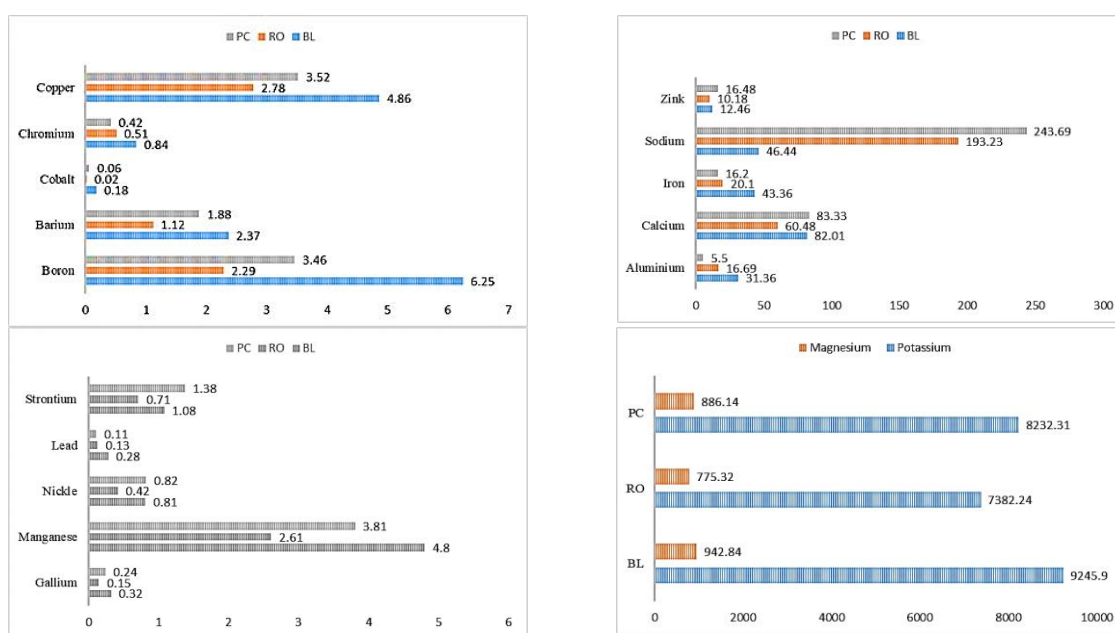 PC RO BL
Copper
3.52
2.78
4.86
Chromium
0.42
0.51
0.84
Cobalt
0.06
0.02
0.18
Barium
1.88
1.12
2.37
Boron
3.46
2.29
6.25
0 1 2 3 4 5 6 7
PC RO BL
Zink
16.48
10.18
12.46
Sodium
243.69
193.23
46.44
Iron
16.2
20.1
43.36
Calcium
83.33
60.48
82.01
Aluminium
5.5
16.69
31.36
0 50 100 150 200 250 300
PC RO BL
Strontium
1.38
0.71
1.08
Lead
0.11
0.13
0.28
Nickle
0.82
0.42
0.81
Manganese
3.81
2.61
4.8
Gallium
0.24
0.15
0.32
0 1 2 3 4 5 6
Magnesium Potassium
PC
886.14
8232.31
RO
775.32
7382.24
BL
942.84
9245.9
0 2000 4000 6000 8000 10000